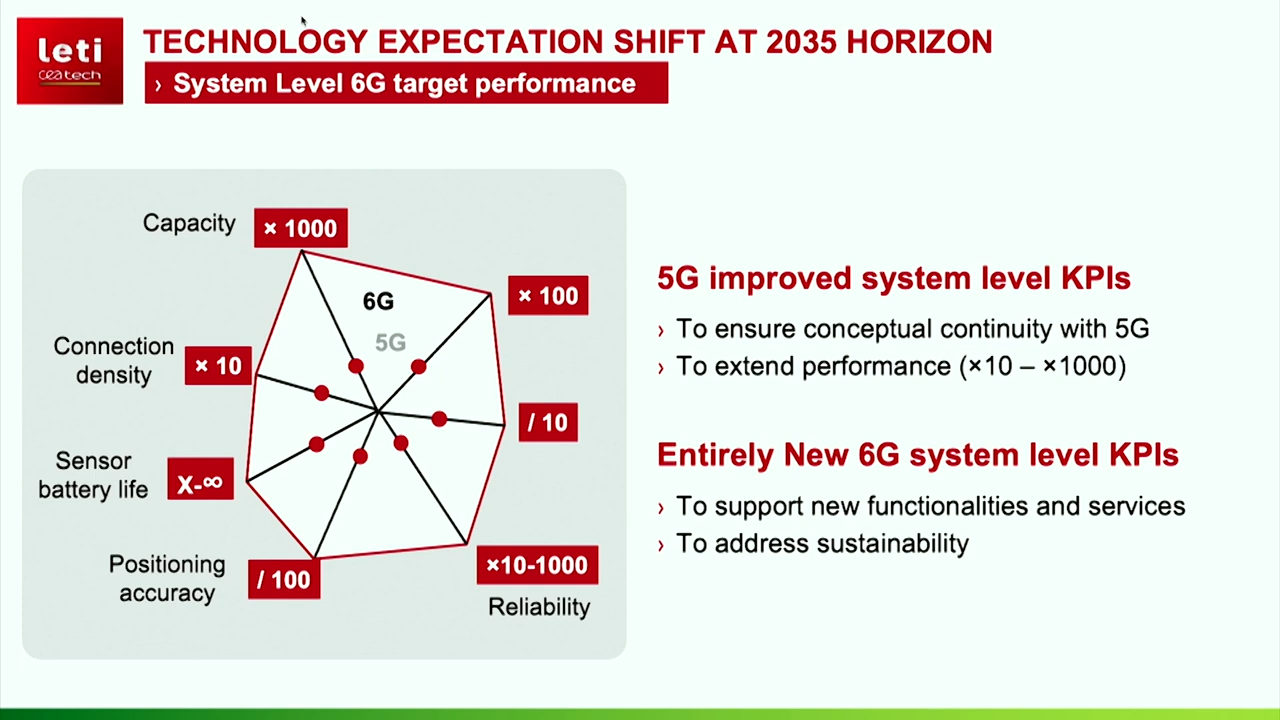 leti
ceatech
TECHNOLOGY EXPECTATION SHIFT AT 2035 HORIZON
› System Level 6G target performance
Capacity
× 1000
× 100
6G
5G
Connection
density
× 10
/ 10
Sensor
battery life
X-∞
Positioning
accuracy
/ 100
×10-1000
Reliability
5G improved system level KPIs
› To ensure conceptual continuity with 5G
› To extend performance (×10 – ×1000)
Entirely New 6G system level KPIs
› To support new functionalities and services
› To address sustainability